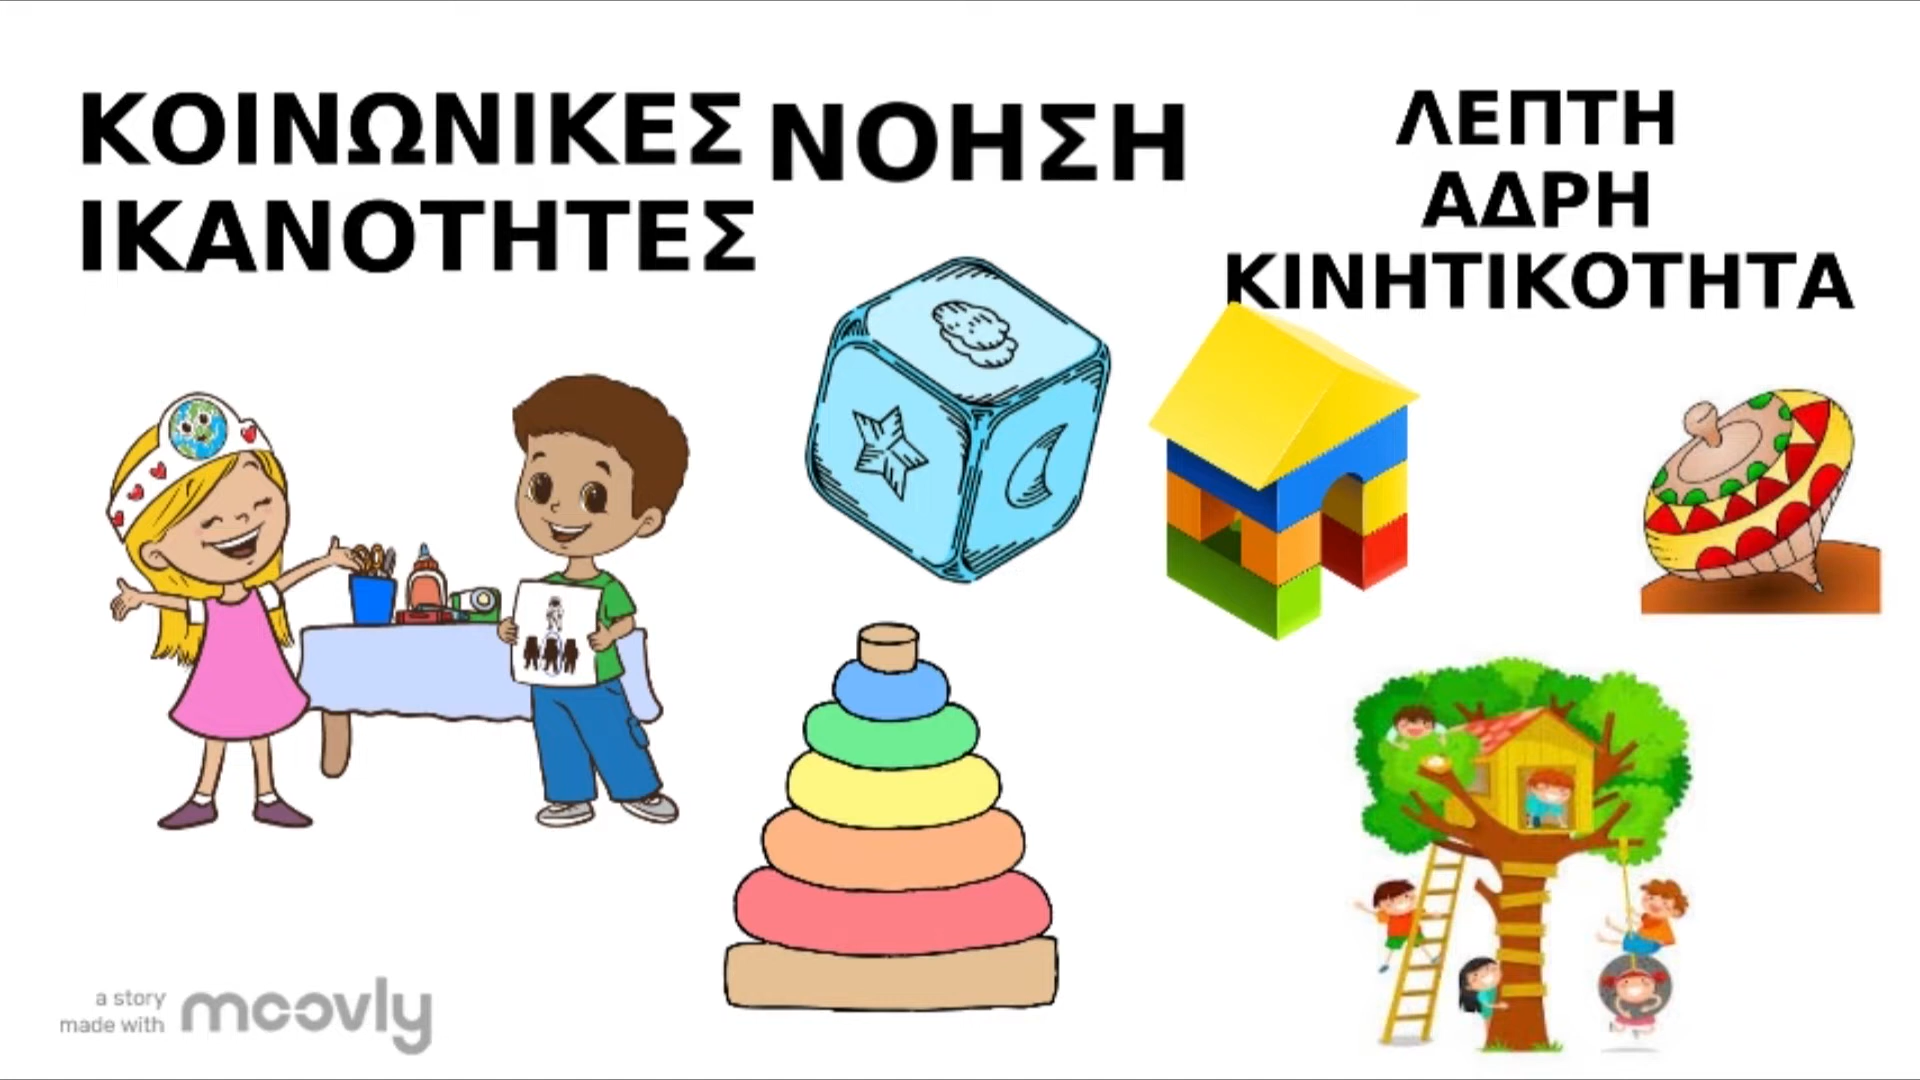 ΚΟΙΝΩΝΙΚΕΣ
ΙΚΑΝΟΤΗΤΕΣ
ΝΟΗΣΗ
ΛΕΠΤΗ
ΑΔΡΗ
ΚΙΝΗΤΙΚΟΤΗΤΑ
a story
made with
moovly